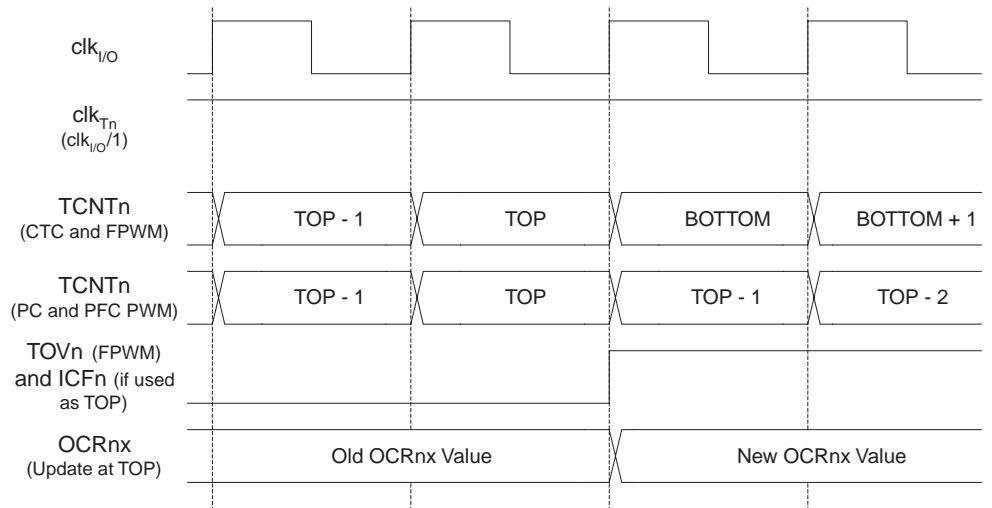 clkI/O
clkTn
(clkI/O/1)
TCNTn
(CTC and FPWM)
TOP - 1
TOP
BOTTOM
BOTTOM + 1
TCNTn
(PC and PFC PWM)
TOP - 1
TOP
TOP - 1
TOP - 2
TOVn (FPWM)
and ICFn (if used
as TOP)
OCRnx
(Update at TOP)
Old OCRnx Value
New OCRnx Value